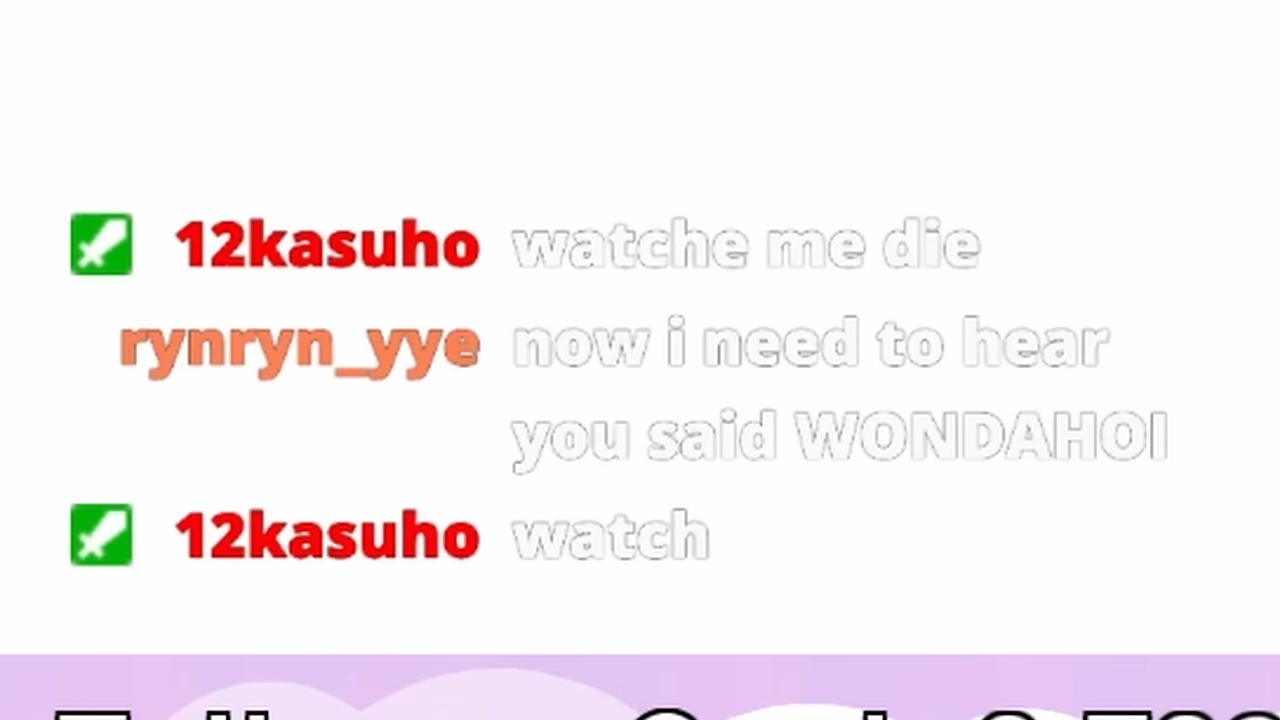 12kasuho watche me die
rynryn_yye now i need to hear
you said WONDAHOI
12kasuho watch